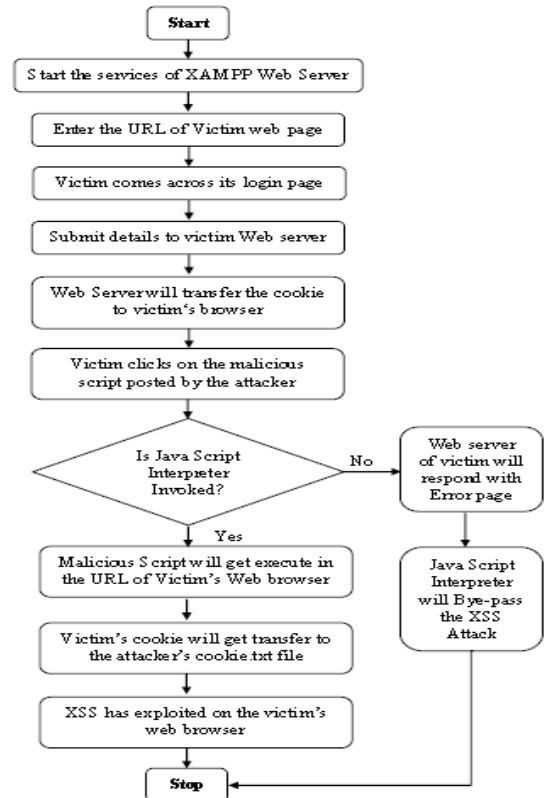 Start
Start the services of XAMPP Web Server
Enter the URL of Victim web page
Victim comes across its login page
Submit details to victim Web server
Web Server will transfer the cookie
to victim's browser
Victim clicks on the malicious
script posted by the attacker
Is Java Script
Interpreter
Invoked?
No
Web server
of victim will
respond with
Error page
Yes
Malicious Script will get execute in
the URL of Victim's Web browser
Java Script
Interpreter
will Bye-pass
the XSS
Attack
Victim's cookie will get transfer to
the attacker's cookie.txt file
XSS has exploited on the victim's
web browser
Stop